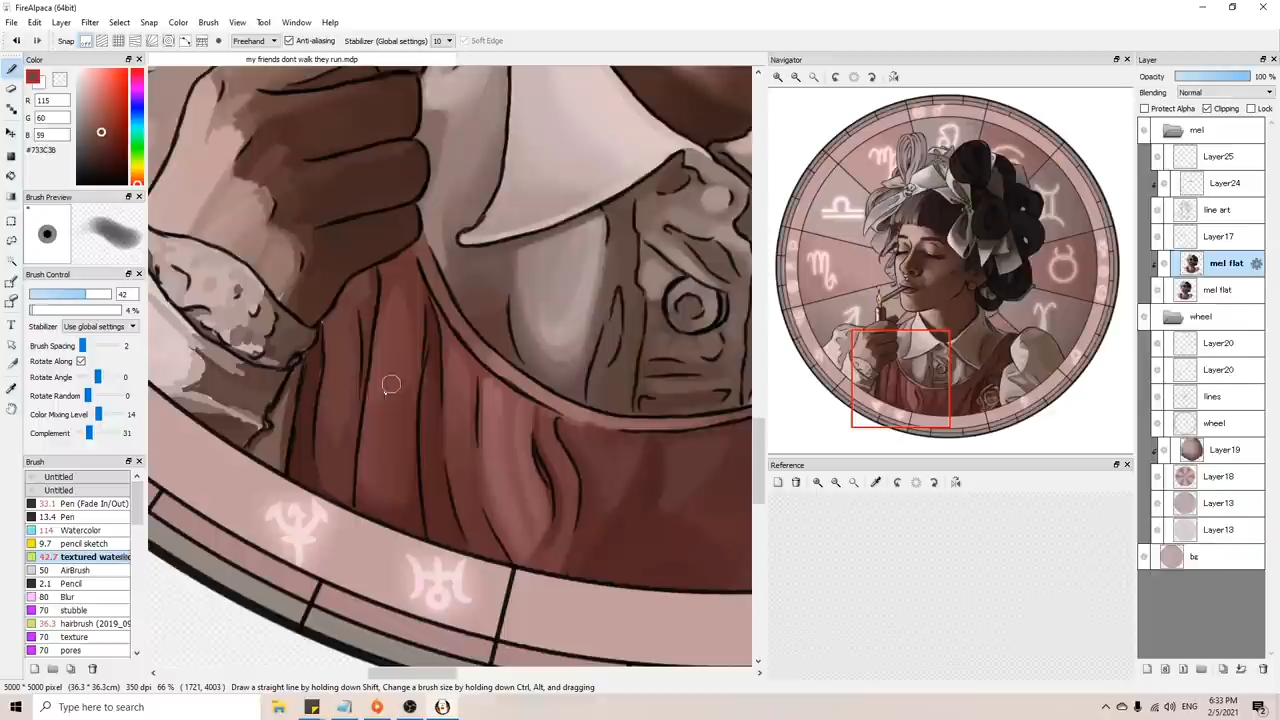 FireAlpaca (64bit)
File Edit Layer Filter Select Snap Color Brush View Tool Window Help
Snap Freehand Anti-aliasing Stabilizer (Global settings) 10 Soft Edge
my friends dont walk they run.mdp
Color
R 115
G 60
B 59
#733C3B
Brush Preview
Brush Control
42
4 %
Stabilizer Use global settings
Brush Spacing 2
Rotate Along
Rotate Angle 0
Rotate Random 0
Color Mixing Level 14
Complement 31
Brush
Untitled
Untitled
33.1 Pen (Fade In/Out)
13.4 Pen
114 Watercolor
9.7 pencil sketch
42.7
50 AirBrush
2.1 Pencil
80 Blur
70 stubble
36.3 hairbrush (2019_09
70 texture
70 pores
Navigator
Reference
Layer
Opacity 100 %
Blending Normal
Protect Alpha Clipping Lock
mel
Layer25
Layer24
line art
Layer17
mel flat
mel flat
wheel
Layer20
Layer20
lines
wheel
Layer19
Layer18
Layer13
Layer13
5000 * 5000 pixel (36.3 * 36.3cm) 350 dpi 66 % ( 1721, 4003 ) Draw a straight line by holding down Shift, Change a brush size by holding down Ctrl, Alt, and dragging
Type here to search
ENG
6:33 PM
2/5/2021
2